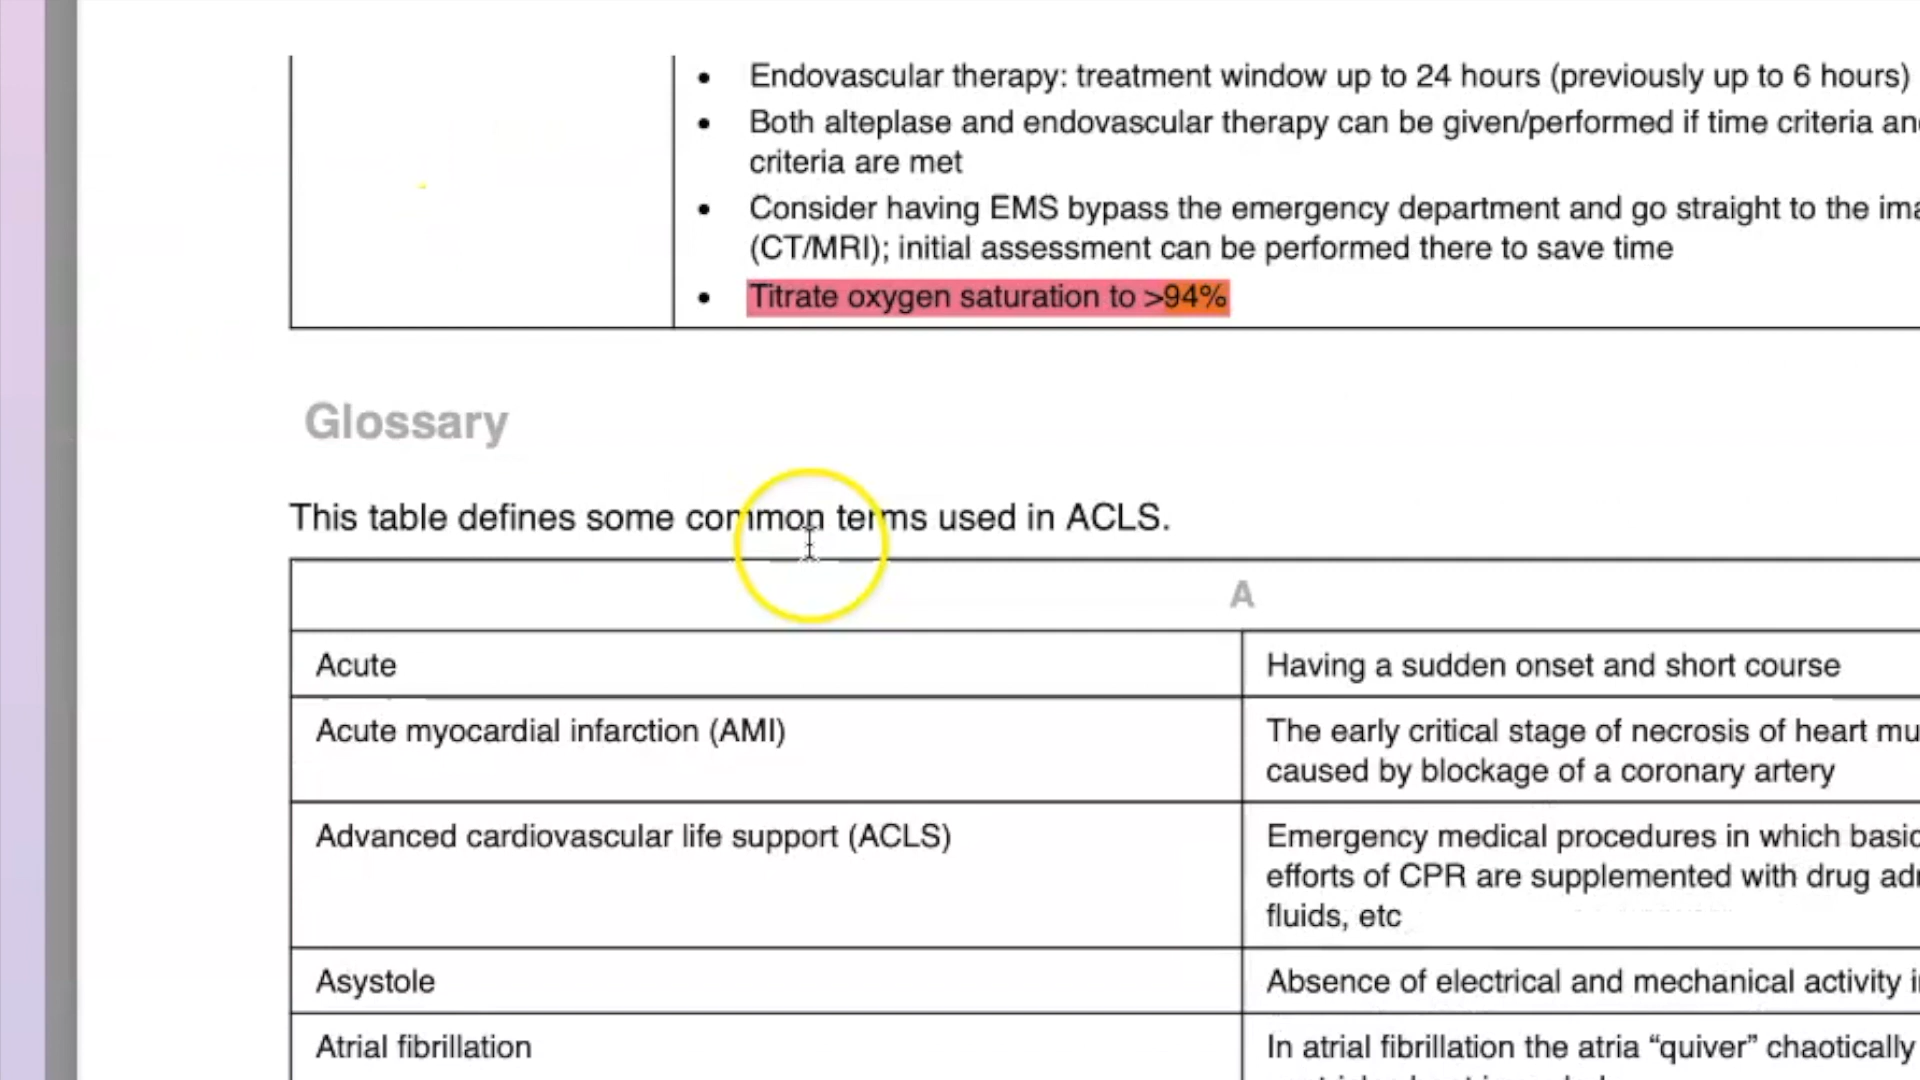 • Endovascular therapy: treatment window up to 24 hours (previously up to 6 hours)
• Both alteplase and endovascular therapy can be given/performed if time criteria
criteria are met
• Consider having EMS bypass the emergency department and go straight to the
(CT/MRI); initial assessment can be performed there to save time
• Titrate oxygen saturation to >94%
Glossary
This table defines some common terms used in ACLS.
A
Acute
Having a sudden onset and short course
Acute myocardial infarction (AMI)
The early critical stage of necrosis of heart
caused by blockage of a coronary artery
Advanced cardiovascular life support (ACLS)
Emergency medical procedures in which
efforts of CPR are supplemented with drug
fluids, etc
Asystole
Absence of electrical and mechanical activity
Atrial fibrillation
In atrial fibrillation the atria “quiver” chaotically